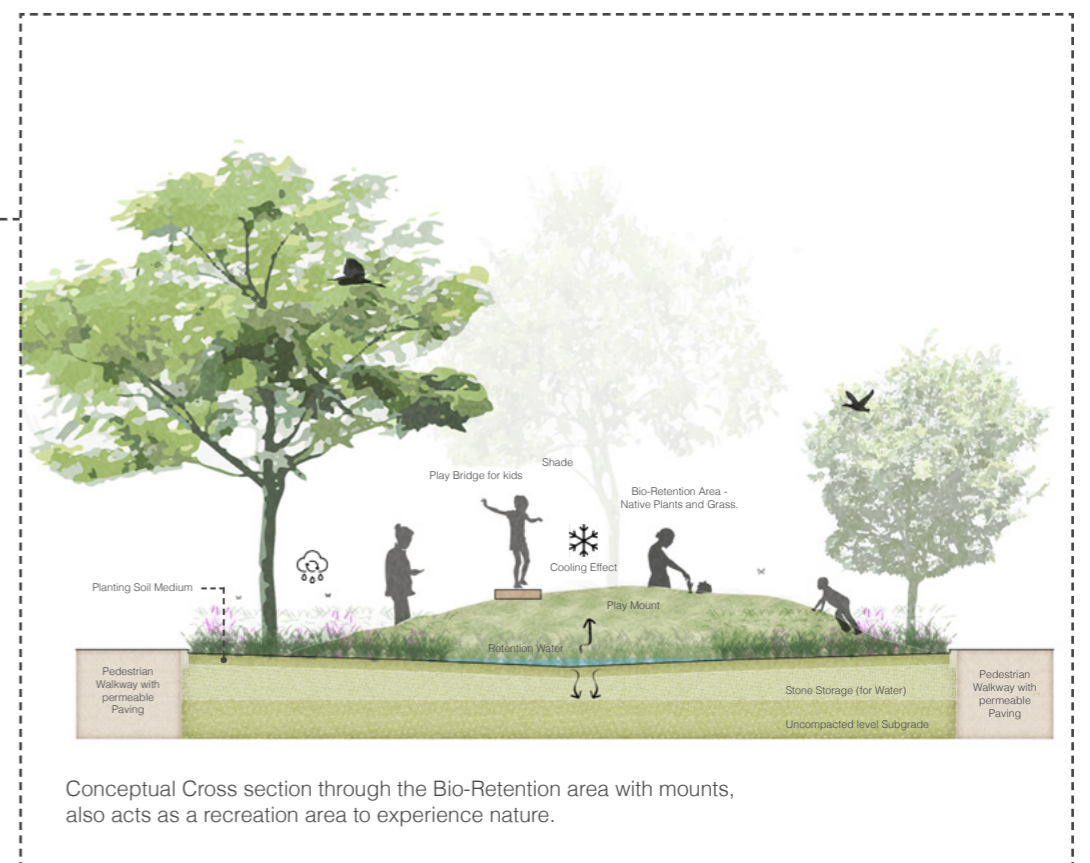 Shade
Play Bridge for kids
Bio-Retention Area -
Native Plants and Grass.
Cooling Effect
Planting Soil Medium
Play Mount
Retention Water
Pedestrian
Walkway with
permeable
Paving
Stone Storage (for Water)
Uncompacted level Subgrade
Pedestrian
Walkway with
permeable
Paving
Conceptual Cross section through the Bio-Retention area with mounts,
also acts as a recreation area to experience nature.